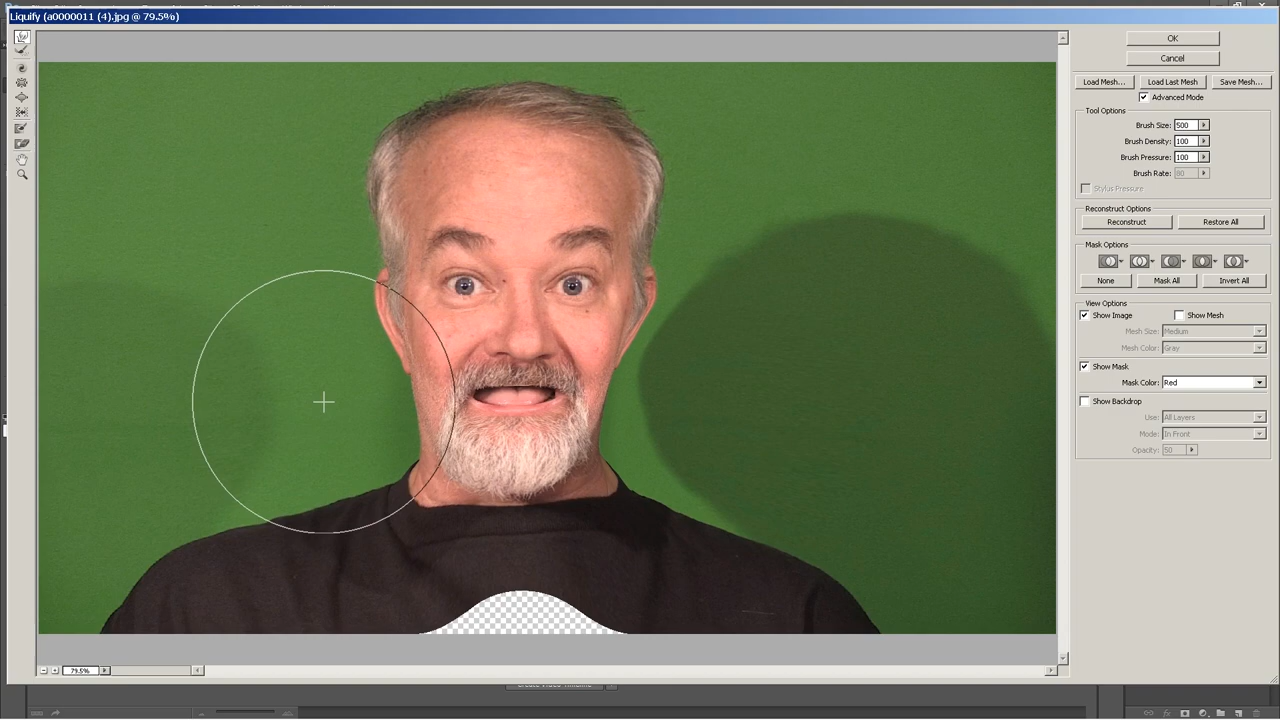 Liquify (a0000011 (4).jpg @ 79.5%)
OK
Cancel
Load Mesh...
Load Last Mesh
Save Mesh...
Advanced Mode
Tool Options
Brush Size: 500
Brush Density: 100
Brush Pressure: 100
Brush Rate: 80
Stylus Pressure
Reconstruct Options
Reconstruct
Restore All
Mask Options
None
Mask All
Invert All
View Options
Show Image
Show Mesh
Mesh Size: Medium
Mesh Color: Gray
Show Mask
Mask Color: Red
Show Backdrop
Use: All Layers
Mode: In Front
Opacity: 50
79.5%